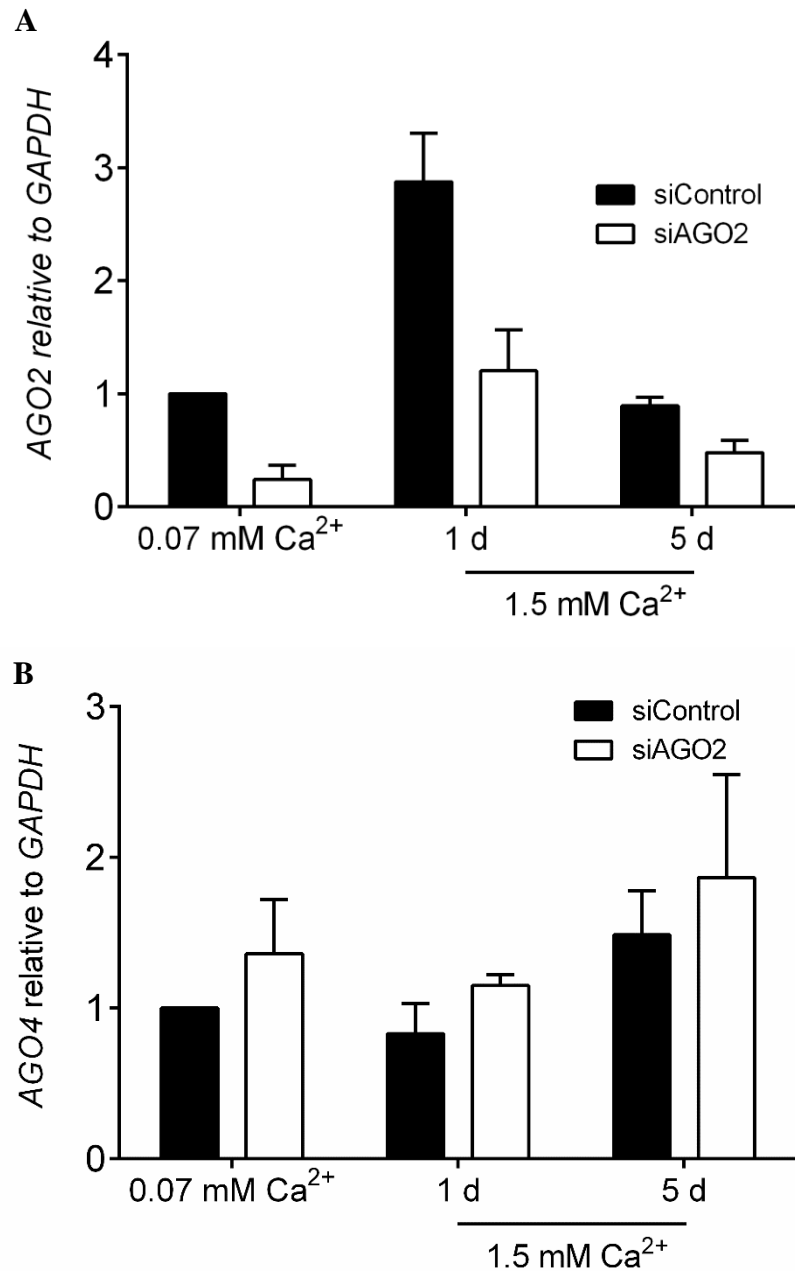 A
AGO2 relative to GAPDH
4
3
2
1
0
siControl
siAGO2
0.07 mM Ca²⁺
1 d
5 d
1.5 mM Ca²⁺
B
AGO4 relative to GAPDH
3
2
1
0
siControl
siAGO2
0.07 mM Ca²⁺
1 d
5 d
1.5 mM Ca²⁺